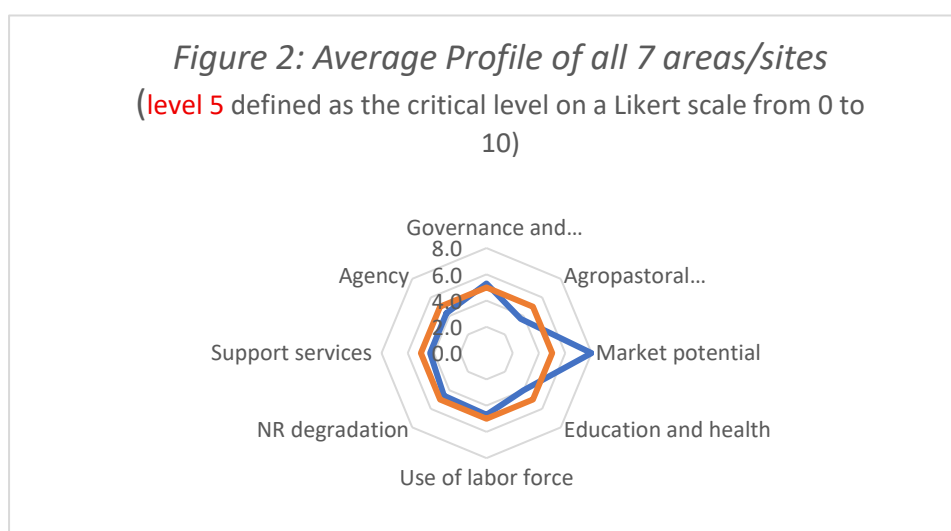 Figure 2: Average Profile of all 7 areas/sites
(level 5 defined as the critical level on a Likert scale from 0 to
10)
Governance and...
8.0
6.0
4.0
2.0
0.0
Agropastoral...
Market potential
Education and health
Use of labor force
NR degradation
Support services
Agency